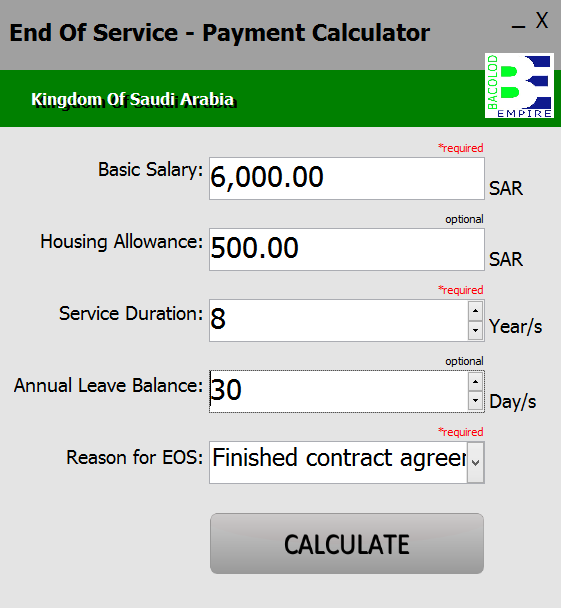 End Of Service - Payment Calculator
_ X
Kingdom Of Saudi Arabia
BACOLOD
BE
EMPIRE
*required
Basic Salary: 6,000.00 SAR
optional
Housing Allowance: 500.00 SAR
*required
Service Duration: 8 Year/s
optional
Annual Leave Balance: 30 Day/s
*required
Reason for EOS: Finished contract agreer
CALCULATE